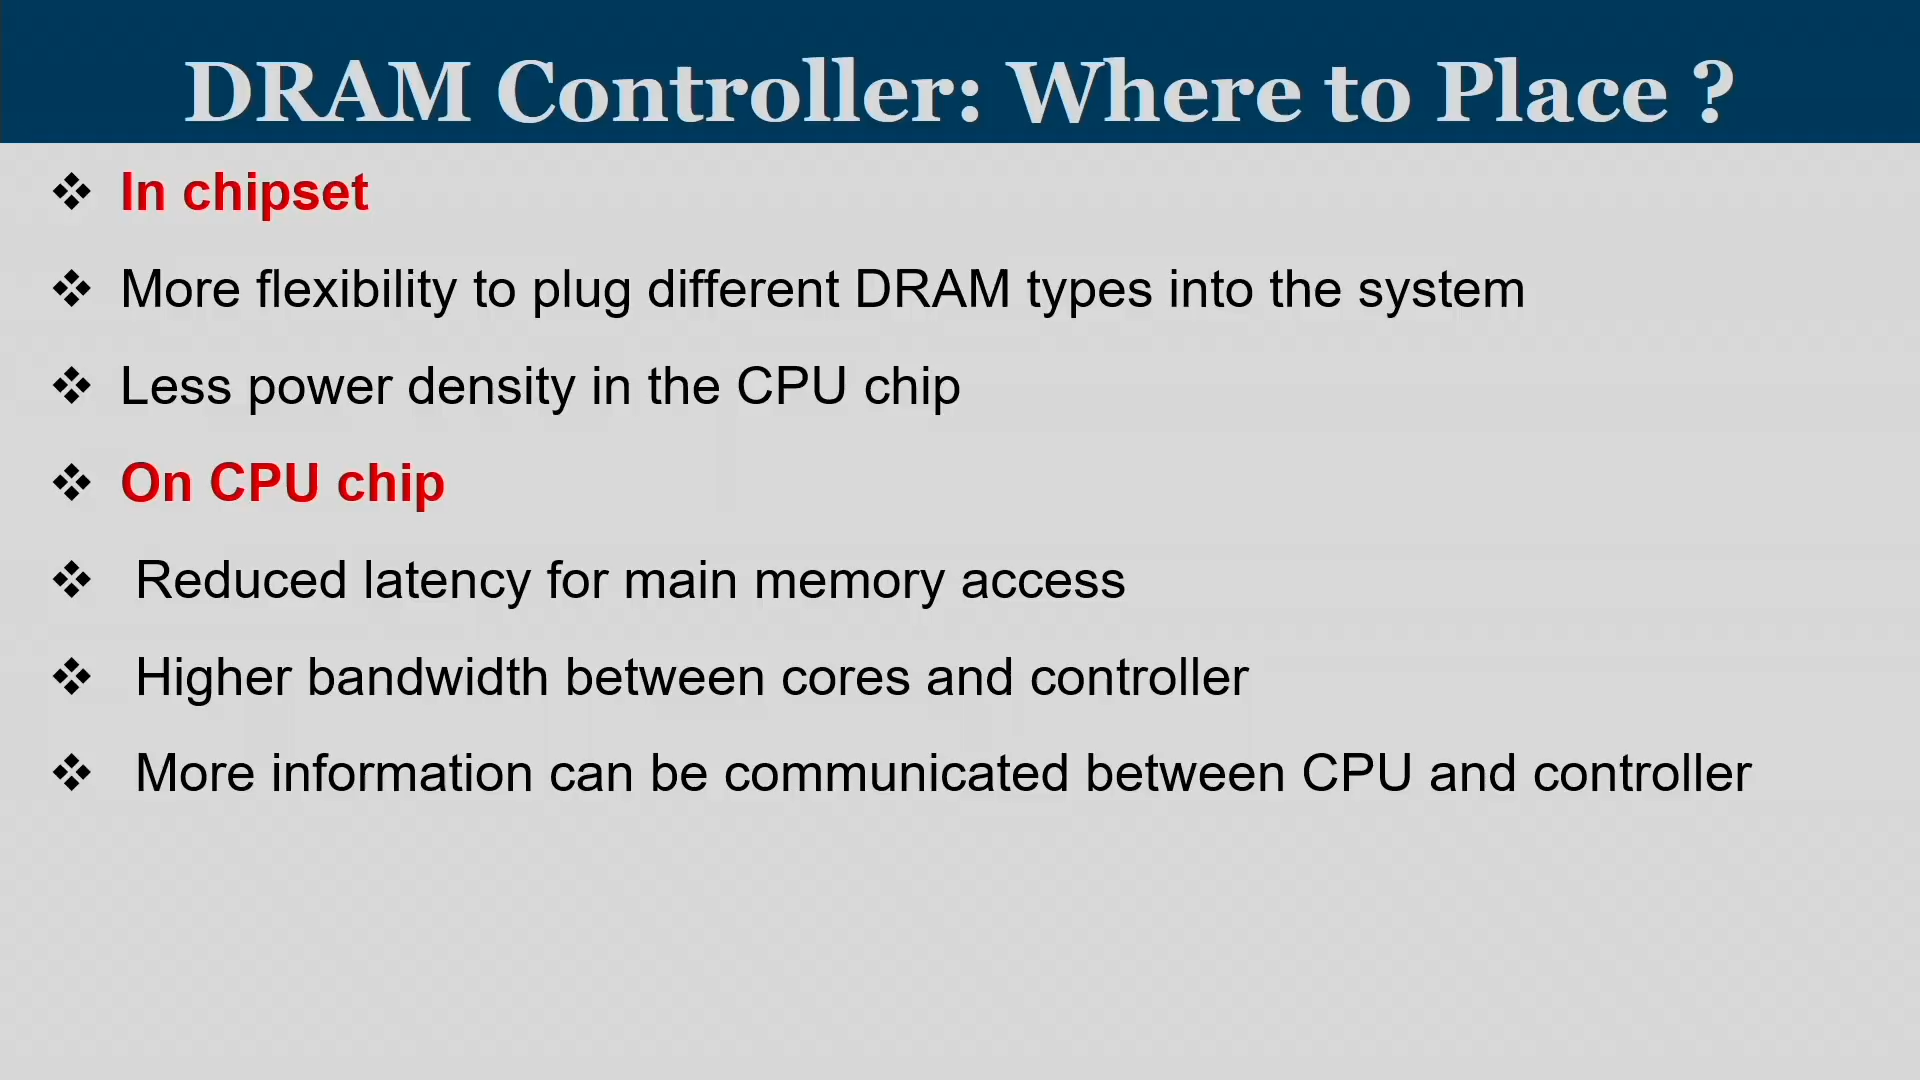 DRAM Controller: Where to Place ?
❖ In chipset
❖ More flexibility to plug different DRAM types into the system
❖ Less power density in the CPU chip
❖ On CPU chip
❖ Reduced latency for main memory access
❖ Higher bandwidth between cores and controller
❖ More information can be communicated between CPU and controller